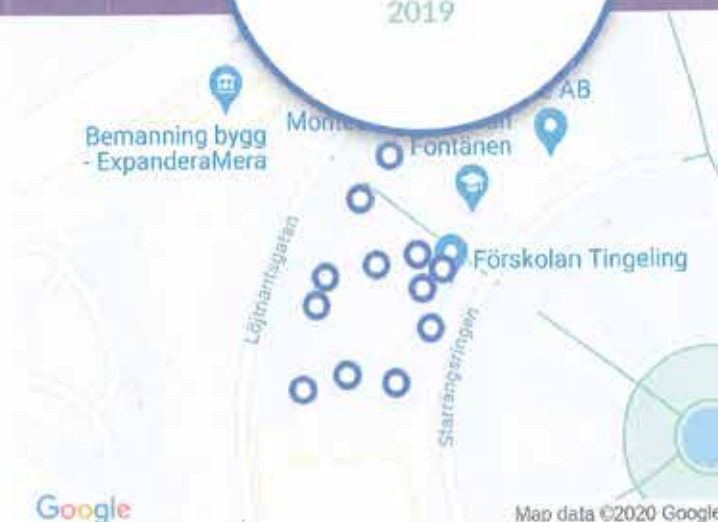 2019
AB
Bemanning bygg
- ExpanderaMera
Fontänen
Löjtnantsgatan
Förskolan Tingeling
Starrängsringen
Google
Map data ©2020 Google